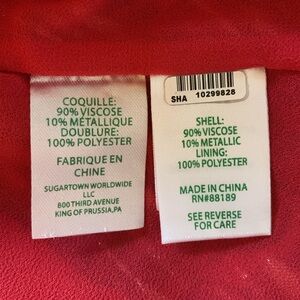 COQUILLE:
90% VISCOSE
10% MÉTALLIQUE
DOUBLURE:
100% POLYESTER
FABRIQUE EN
CHINE
SUGARTOWN WORLDWIDE
LLC
800 THIRD AVENUE
KING OF PRUSSIA,PA
SHA 10299828
SHELL:
90% VISCOSE
10% METALLIC
LINING:
100% POLYESTER
MADE IN CHINA
RN#88189
SEE REVERSE
FOR CARE